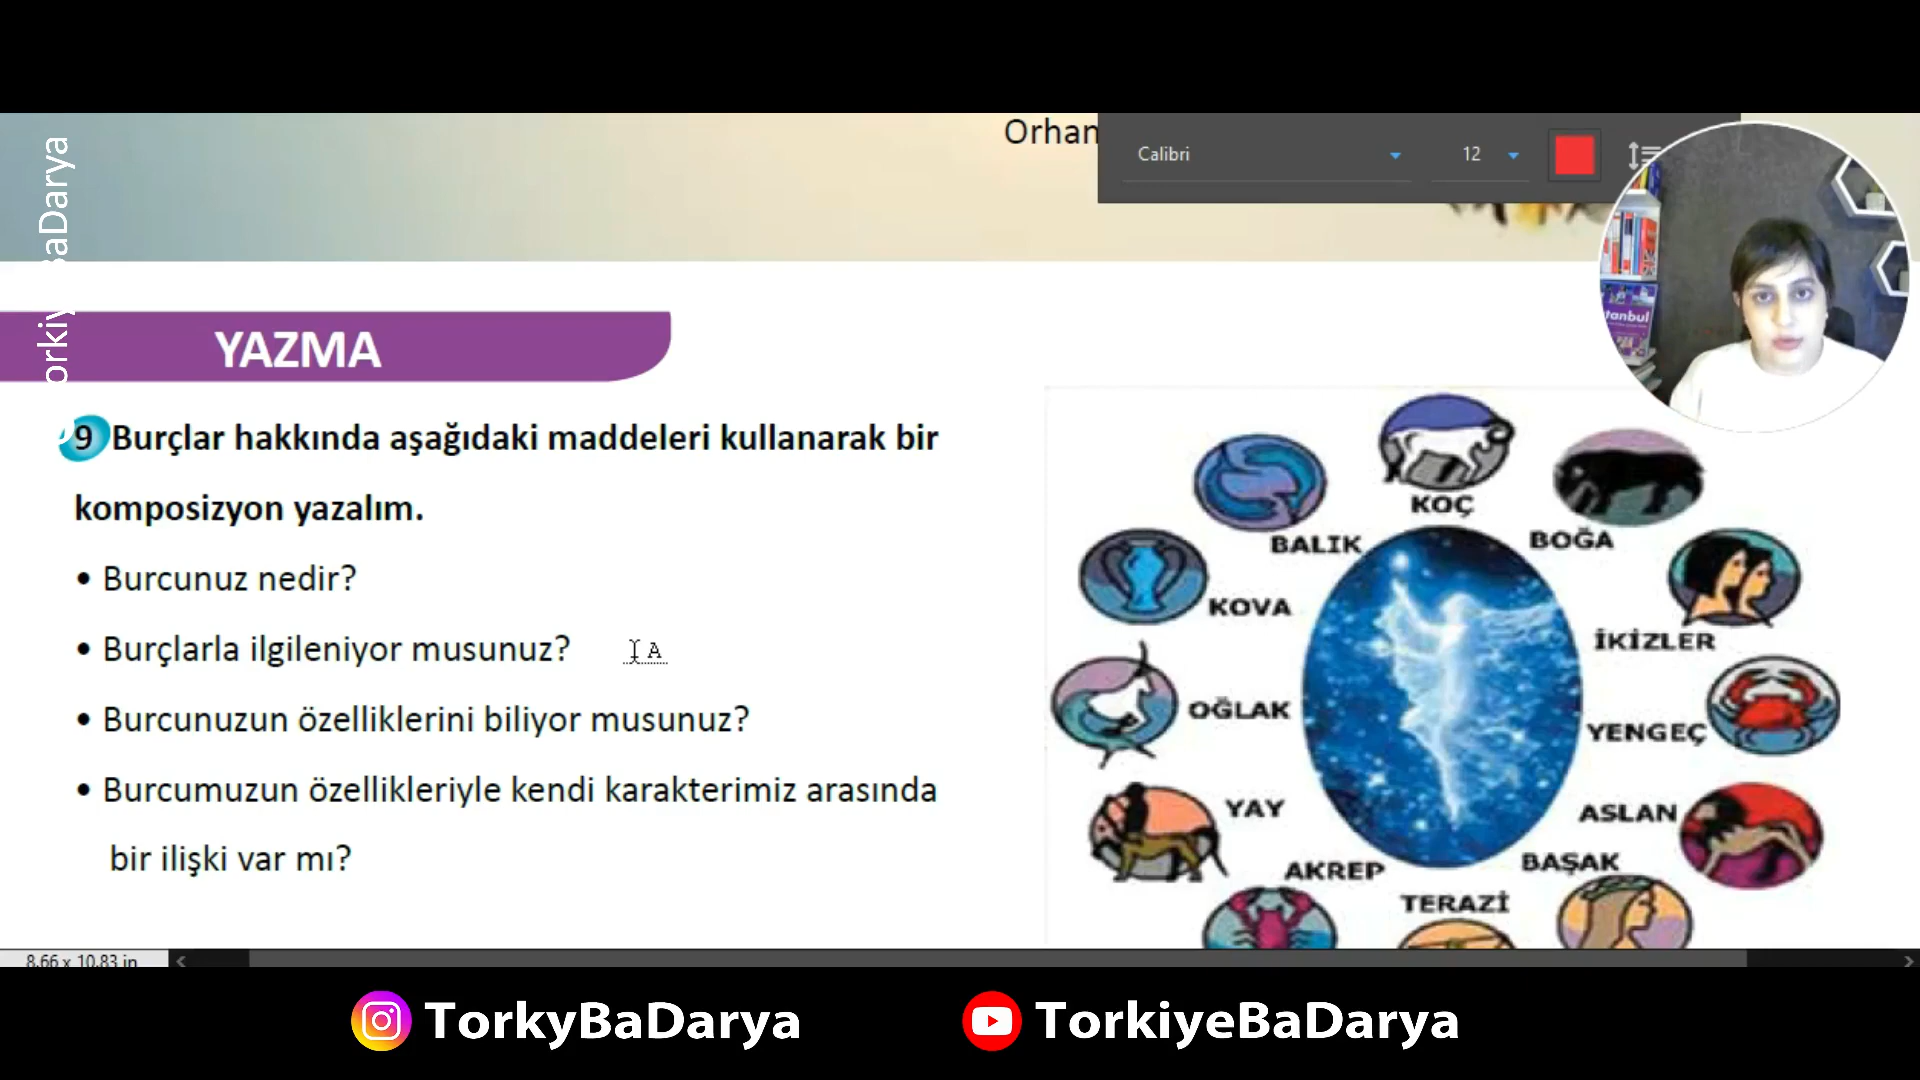 Orhan
Calibri
12
TorkiyeBaDarya
tanbul
YAZMA
9 Burçlar hakkında aşağıdaki maddeleri kullanarak bir
komposizyon yazalım.
• Burcunuz nedir?
• Burçlarla ilgileniyor musunuz?
• Burcunuzun özelliklerini biliyor musunuz?
• Burcumuzun özellikleriyle kendi karakterimiz arasında
bir ilişki var mı?
KOÇ
BALIK
BOĞA
KOVA
İKİZLER
OĞLAK
YENGEÇ
YAY
ASLAN
AKREP
BAŞAK
TERAZİ
8.66 x 10.83 in
TorkyBaDarya
TorkiyeBaDarya